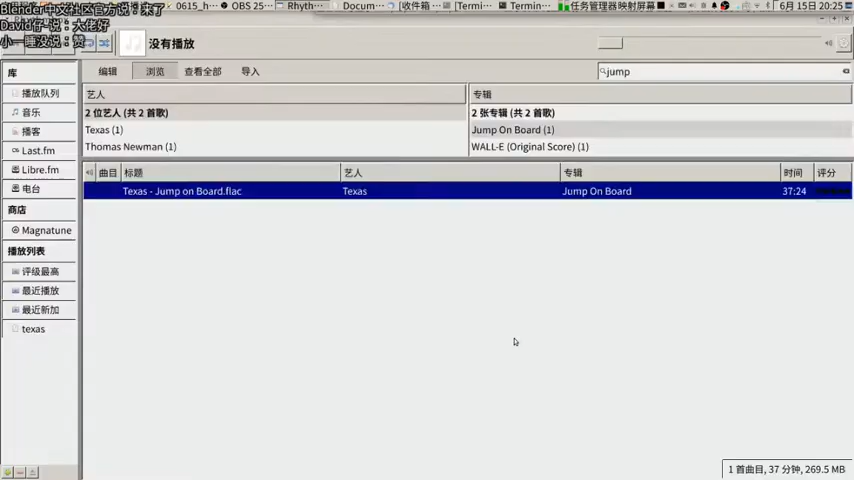 Blender中文社区官方说：来了
David仔-说：大佬好
小一睡没说：赞
0615_h···
OBS 25···
Rhyth···
Docum···
[收件箱···
[Termi···
Termin···
任务管理器映射屏幕
6月 15日 20:25
没有播放
编辑
浏览
查看全部
导入
jump
库
播放队列
音乐
播客
Last.fm
Libre.fm
电台
商店
Magnatune
播放列表
评级最高
最近播放
最近新加
texas
艺人
2 位艺人 (共 2 首歌)
Texas (1)
Thomas Newman (1)
专辑
2 张专辑 (共 2 首歌)
Jump On Board (1)
WALL-E (Original Score) (1)
曲目 标题 艺人 专辑 时间 评分
Texas - Jump on Board.flac Texas Jump On Board 37:24
1 首曲目, 37 分钟, 269.5 MB